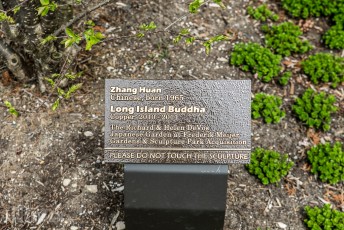 Zhang Huan
Chinese, born 1965
Long Island Buddha
Copper 2010 - 2011
The Richard & Helen DeVos
Japanese Garden at Frederik Meijer
Gardens & Sculpture Park Acquisition
PLEASE DO NOT TOUCH THE SCULPTURE